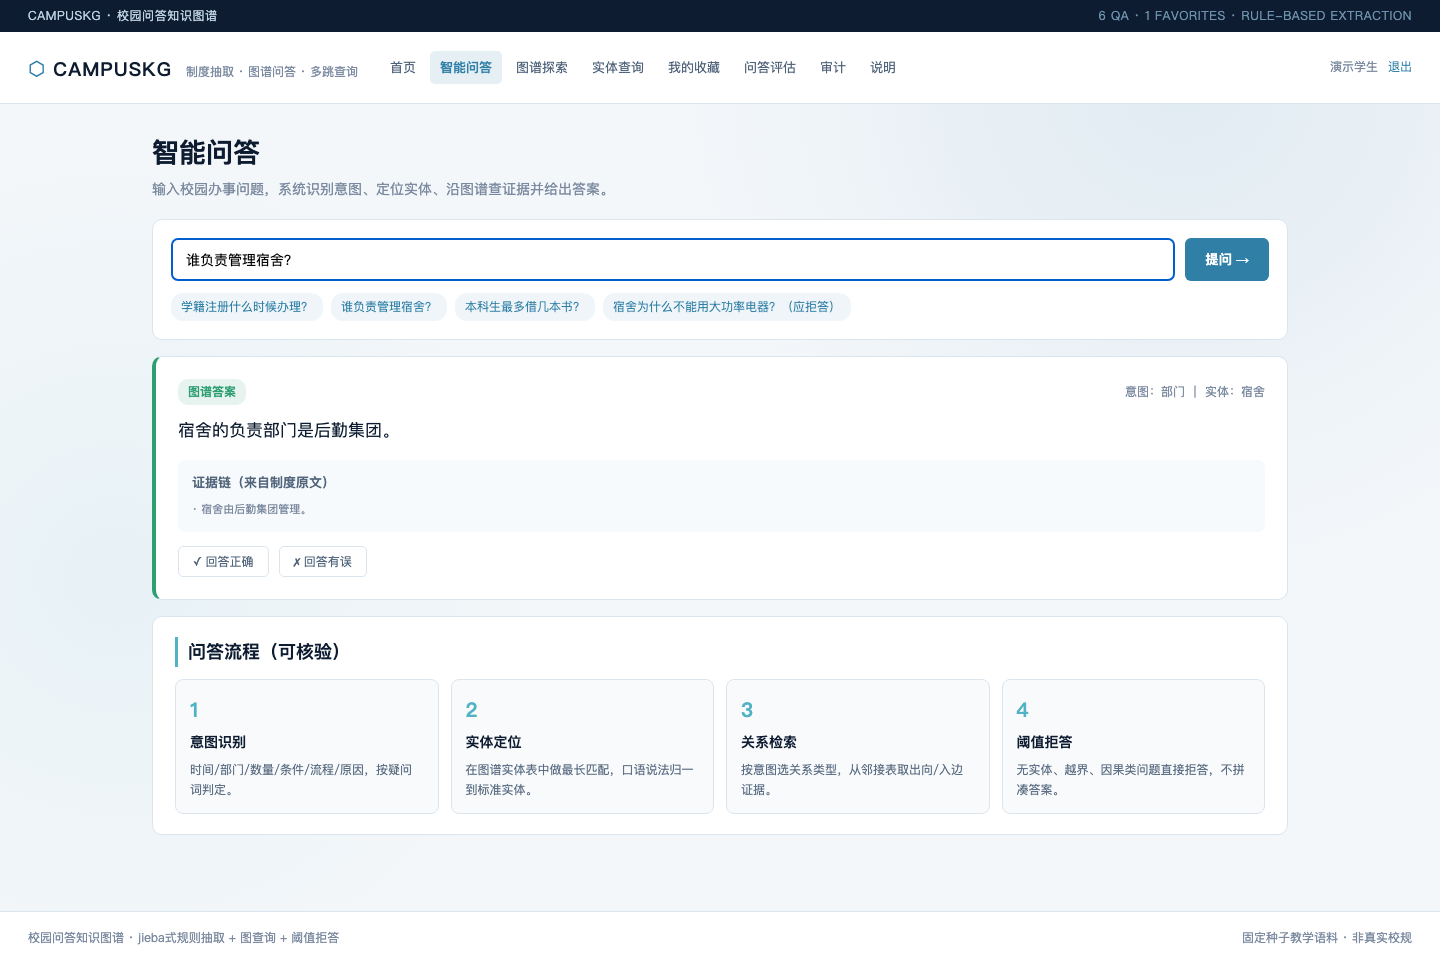 CAMPUSKG · 校园问答知识图谱
6 QA · 1 FAVORITES · RULE-BASED EXTRACTION
CAMPUSKG 制度抽取 · 图谱问答 · 多跳查询 首页 智能问答 图谱探索 实体查询 我的收藏 问答评估 审计 说明 演示学生 退出
智能问答
输入校园办事问题，系统识别意图、定位实体、沿图谱查证据并给出答案。
谁负责管理宿舍？
提问 →
学籍注册什么时候办理？ 谁负责管理宿舍？ 本科生最多借几本书？ 宿舍为什么不能用大功率电器？（应拒答）
图谱答案
意图：部门 | 实体：宿舍
宿舍的负责部门是后勤集团。
证据链（来自制度原文）
· 宿舍由后勤集团管理。
✓ 回答正确 ✗ 回答有误
问答流程（可核验）
1
意图识别
时间/部门/数量/条件/流程/原因，按疑问
词判定。
2
实体定位
在图谱实体表中做最长匹配，口语说法归一
到标准实体。
3
关系检索
按意图选关系类型，从邻接表取出向/入边
证据。
4
阈值拒答
无实体、越界、因果类问题直接拒答，不拼
凑答案。
校园问答知识图谱 · jieba式规则抽取 + 图查询 + 阈值拒答
固定种子教学语料 · 非真实校规